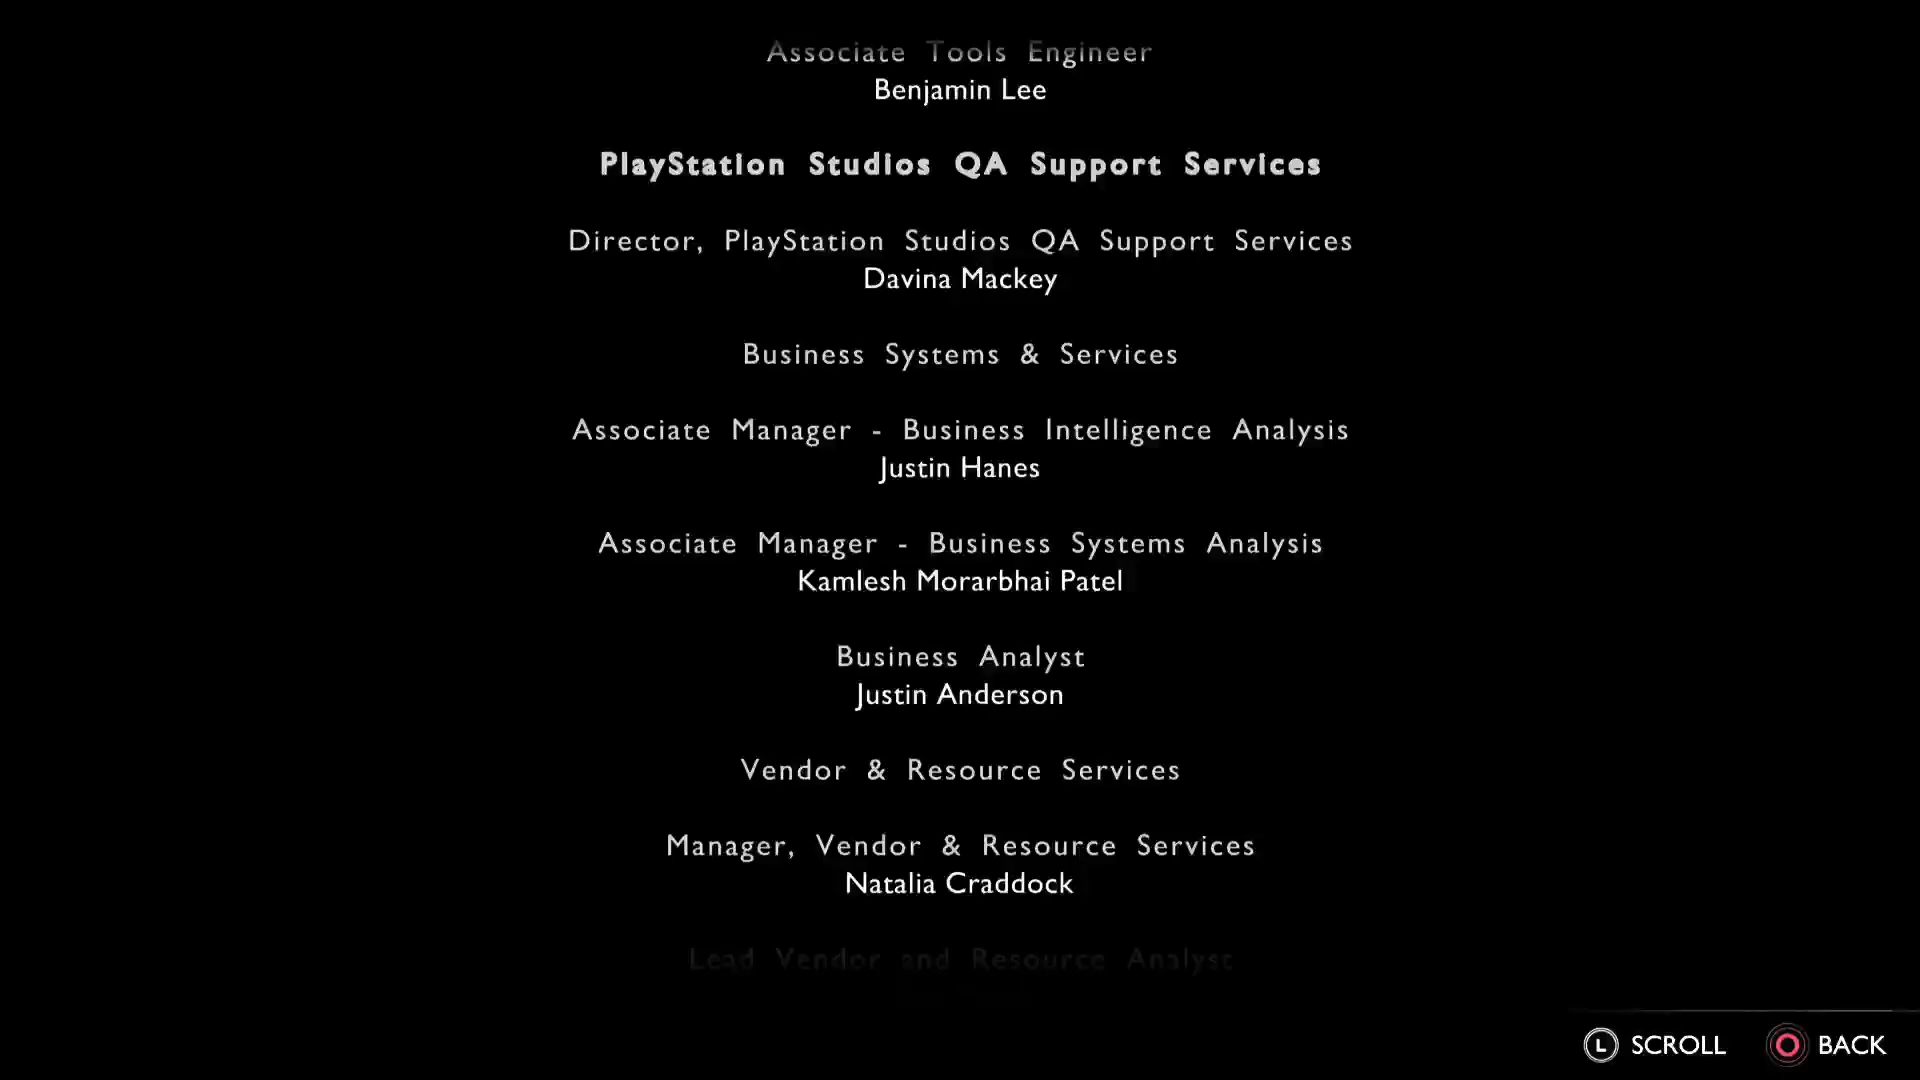 Associate Tools Engineer
Benjamin Lee
PlayStation Studios QA Support Services
Director, PlayStation Studios QA Support Services
Davina Mackey
Business Systems & Services
Associate Manager - Business Intelligence Analysis
Justin Hanes
Associate Manager - Business Systems Analysis
Kamlesh Morarbhai Patel
Business Analyst
Justin Anderson
Vendor & Resource Services
Manager, Vendor & Resource Services
Natalia Craddock
Lead Vendor and Resource Analyst
L SCROLL BACK